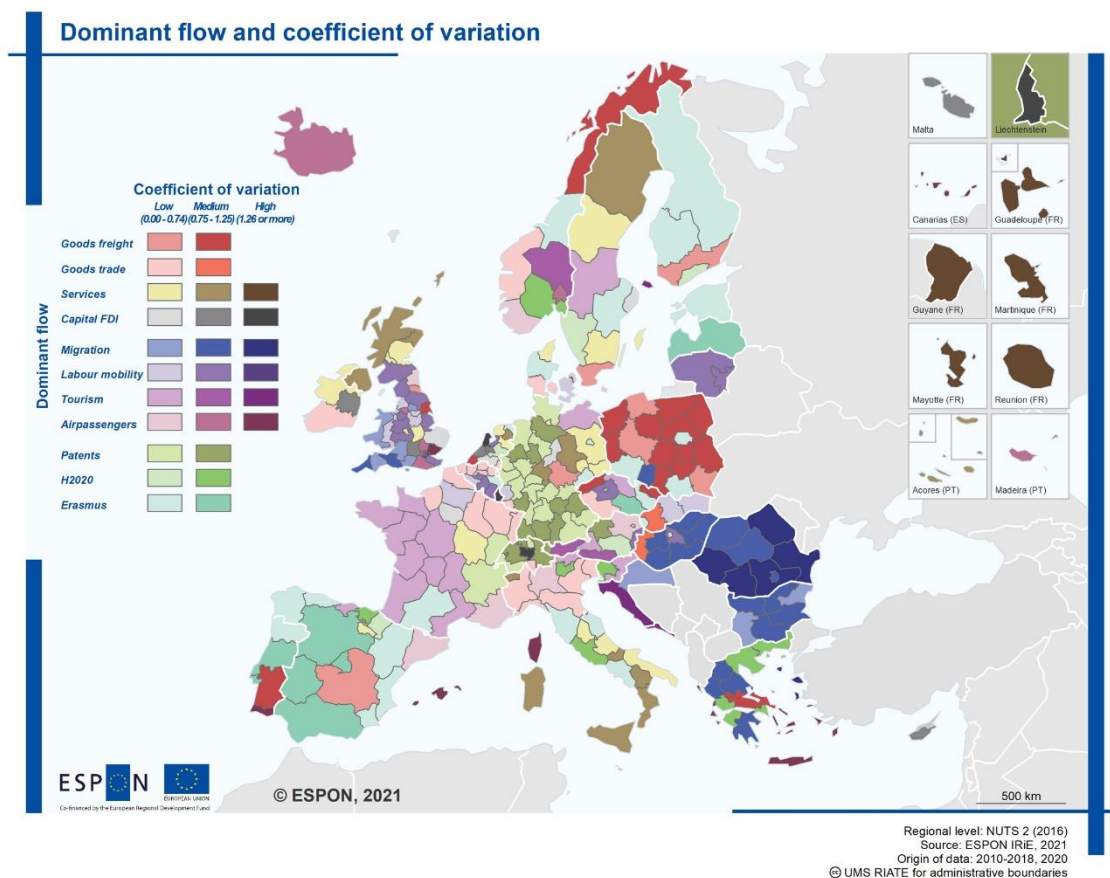 Dominant flow and coefficient of variation
Malta
Liechtenstein
Canarias (ES)
Guadeloupe (FR)
Guyane (FR)
Martinique (FR)
Mayotte (FR)
Reunion (FR)
Acores (PT)
Madeira (PT)
Coefficient of variation
Low Medium High
(0.00 - 0.74) (0.75 - 1.25) (1.26 or more)
Dominant flow
Goods freight
Goods trade
Services
Capital FDI
Migration
Labour mobility
Tourism
Airpassengers
Patents
H2020
Erasmus
ESPON
EUROPEAN UNION
Co-financed by the European Regional Development Fund
© ESPON, 2021
500 km
Regional level: NUTS 2 (2016)
Source: ESPON IRiE, 2021
Origin of data: 2010-2018, 2020
UMS RIATE for administrative boundaries